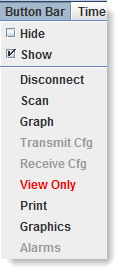 Button Bar Time
Hide
Show
Disconnect
Scan
Graph
Transmit Cfg
Receive Cfg
View Only
Print
Graphics
Alarms